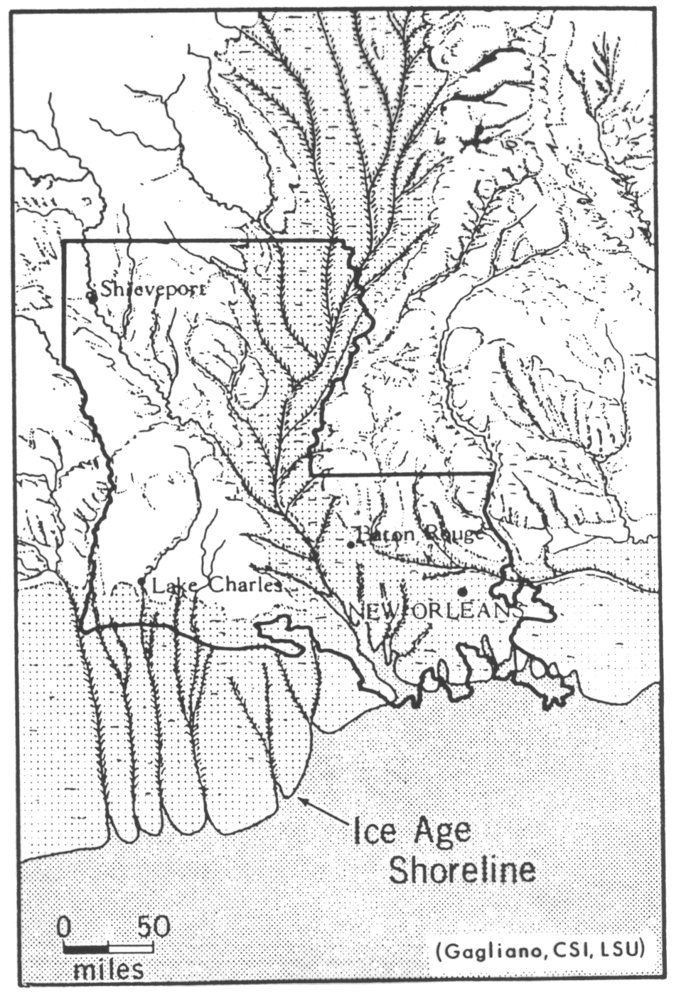 Shreveport
Baton Rouge
Lake Charles
NEW ORLEANS
Ice Age
Shoreline
0 50
miles
(Gagliano, CSI, LSU)